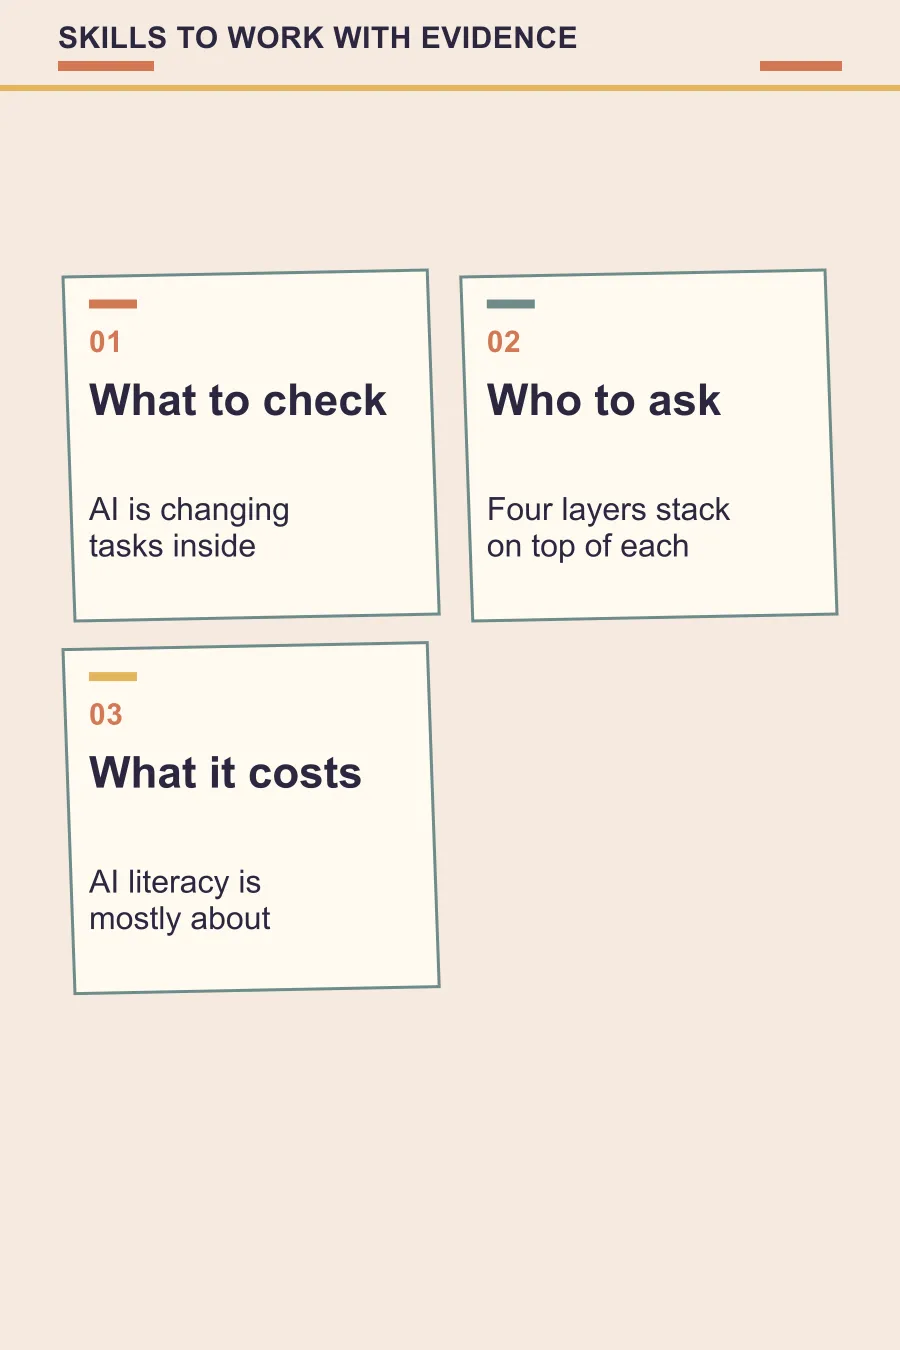 SKILLS TO WORK WITH EVIDENCE
01
What to check
AI is changing
tasks inside
02
Who to ask
Four layers stack
on top of each
03
What it costs
AI literacy is
mostly about